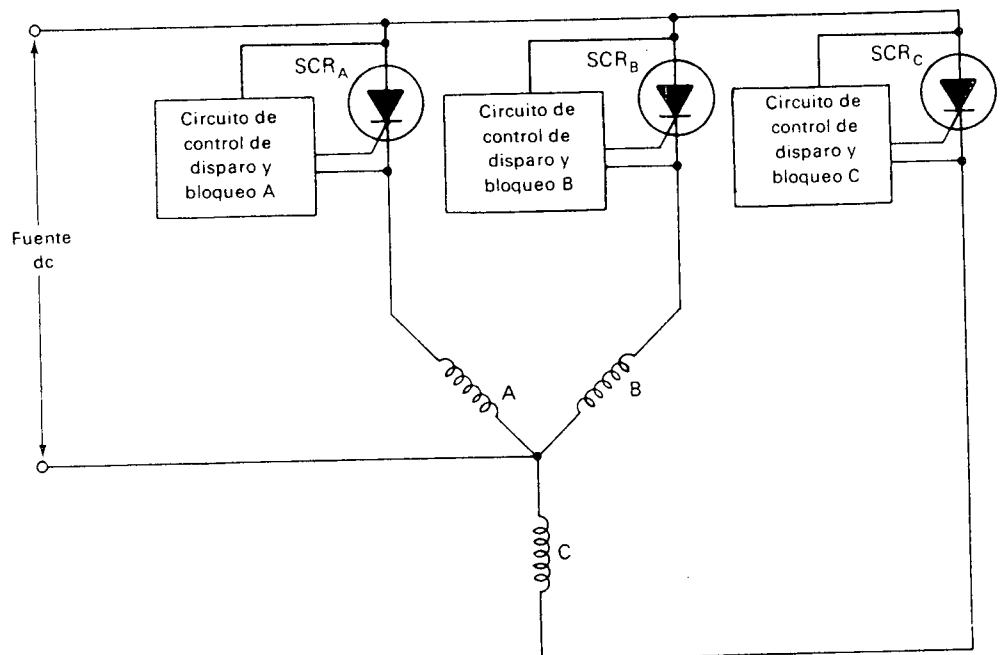 SCR_A
SCR_B
SCR_C
Circuito de
control de
disparo y
bloqueo A
Circuito de
control de
disparo y
bloqueo B
Circuito de
control de
disparo y
bloqueo C
Fuente
dc
A
B
C